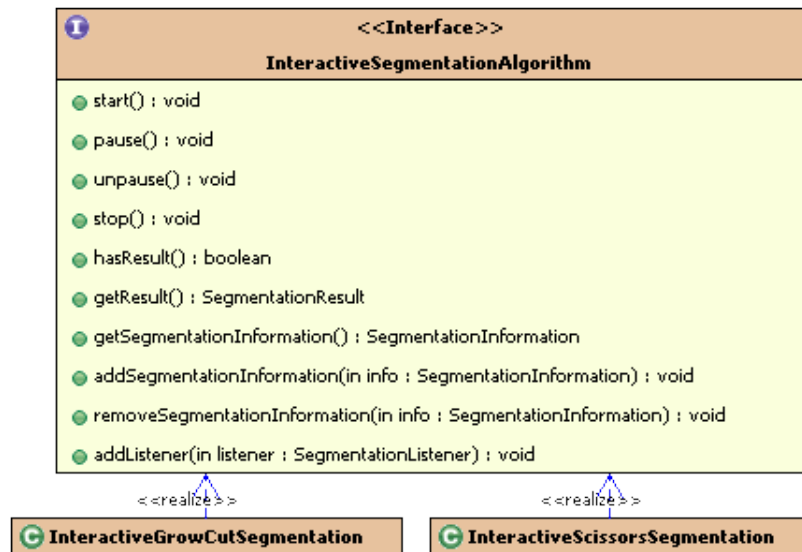 I
<<Interface>>
InteractiveSegmentationAlgorithm
start() : void
pause() : void
unpause() : void
stop() : void
hasResult() : boolean
getResult() : SegmentationResult
getSegmentationInformation() : SegmentationInformation
addSegmentationInformation(in info : SegmentationInformation) : void
removeSegmentationInformation(in info : SegmentationInformation) : void
addListener(in listener : SegmentationListener) : void
<<realize>> <<realize>>
C InteractiveGrowCutSegmentation C InteractiveScissorsSegmentation